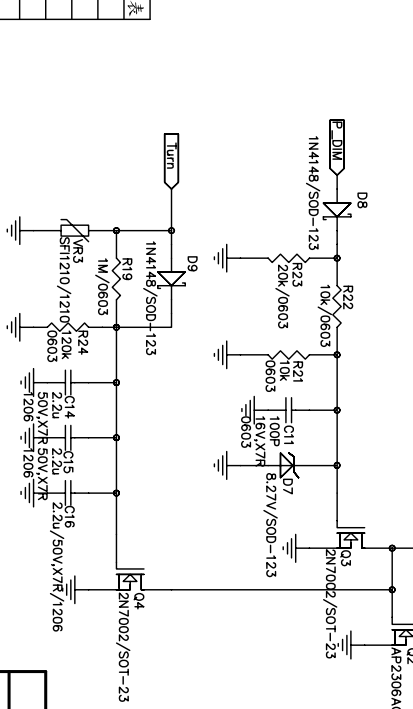 表
P_DIM
D8
1N4148/SOD-123
R23
20k/0603
R22
10k/0603
R21
10k
0603
C11
100P
16V,X7R
0603
D7
8.27V/SOD-123
Q3
2N7002/SOT-23
Q2
Turn
D9
1N4148/SOD-123
VR3
SFI1210/1210
R19
1M/0603
R24
120k
0603
C14
2.2u
50V,X7R
1206
C15
2.2u
50V,X7R
1206
C16
2.2u/50V,X7R/1206
Q4
2N7002/SOT-23